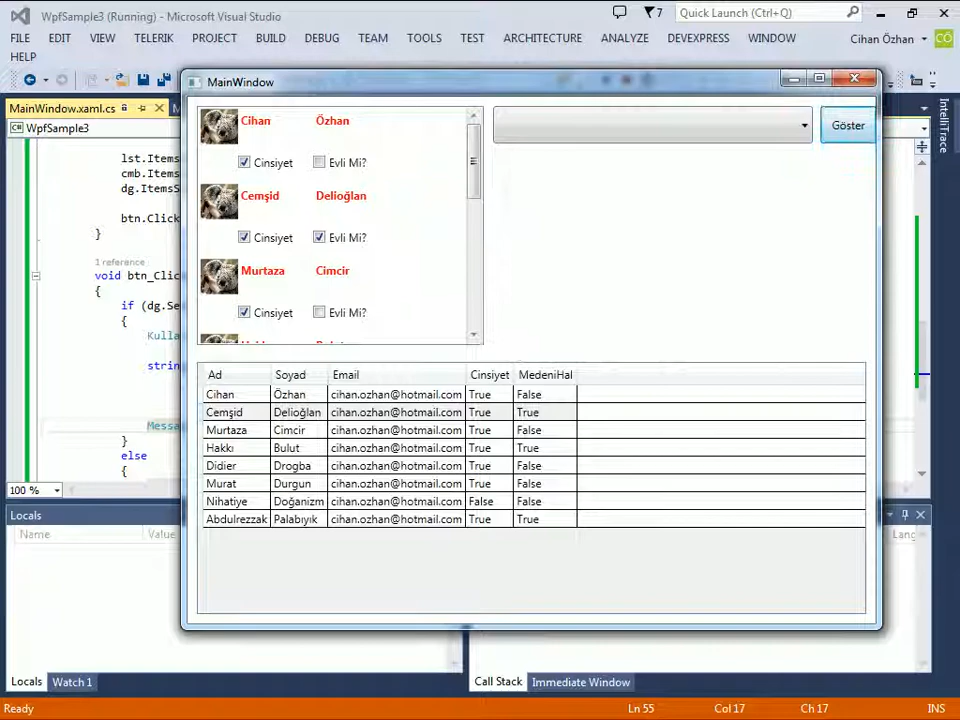 WpfSample3 (Running) - Microsoft Visual Studio
7
Quick Launch (Ctrl+Q)
FILE EDIT VIEW TELERIK PROJECT BUILD DEBUG TEAM TOOLS TEST ARCHITECTURE ANALYZE DEVEXPRESS WINDOW
Cihan Özhan
CÖ
HELP
MainWindow.xaml.cs
WpfSample3
MainWindow
IntelliTrace
lst.Items
cmb.Items
dg.ItemsS
btn.Click
}
1 reference
void btn_Clic
{
if (dg.Se
{
Kulla
string
Messa
}
else
{
100 %
Cihan Özhan
Cinsiyet Evli Mi?
Cemşid Delioğlan
Cinsiyet Evli Mi?
Murtaza Cimcir
Cinsiyet Evli Mi?
Göster
Ad Soyad Email Cinsiyet MedeniHal
Cihan Özhan cihan.ozhan@hotmail.com True False
Cemşid Delioğlan cihan.ozhan@hotmail.com True True
Murtaza Cimcir cihan.ozhan@hotmail.com True False
Hakkı Bulut cihan.ozhan@hotmail.com True True
Didier Drogba cihan.ozhan@hotmail.com True False
Murat Durgun cihan.ozhan@hotmail.com True False
Nihatiye Doğanizm cihan.ozhan@hotmail.com False False
Abdulrezzak Palabıyık cihan.ozhan@hotmail.com True True
Locals
Name Value
Lang
Locals Watch 1
Call Stack Immediate Window
Ready
Ln 55 Col 17 Ch 17 INS